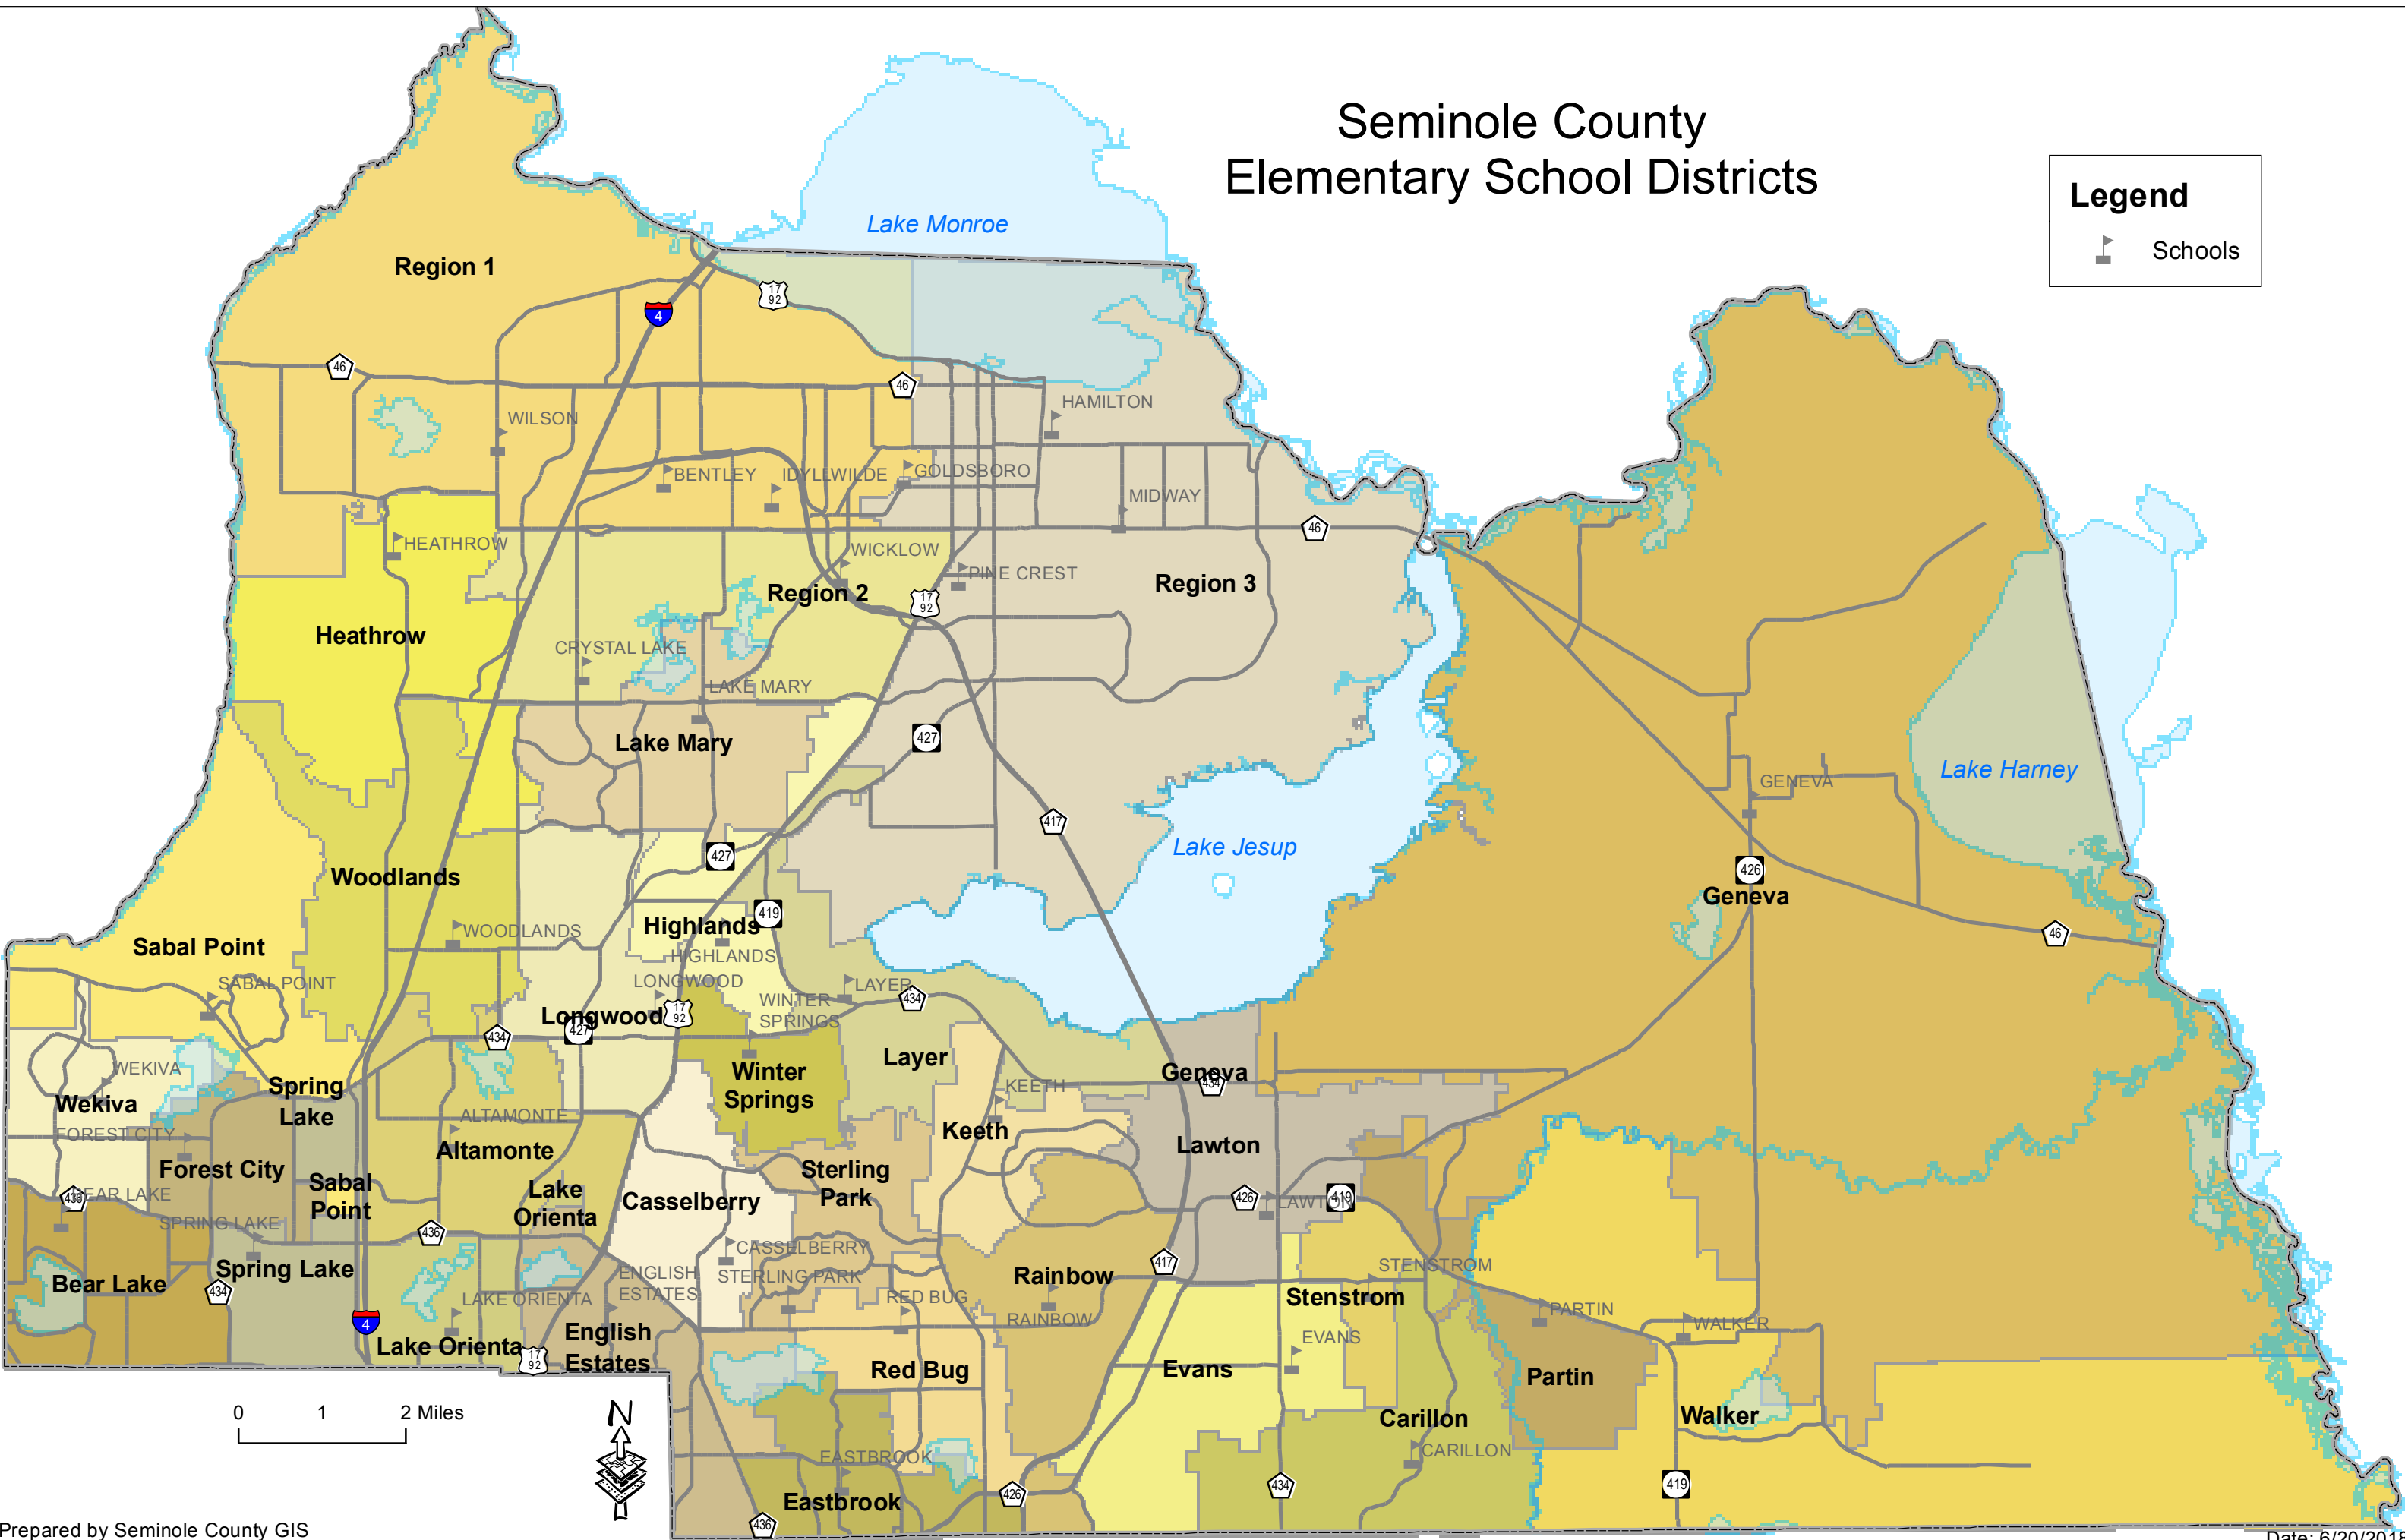 Seminole County
Elementary School Districts
Legend
Schools
Lake Monroe
Region 1
17
92
4
46
46
WILSON
HAMILTON
BENTLEY
IDYLLWILDE
GOLDSBORO
MIDWAY
46
HEATHROW
WICKLOW
PINE CREST
Region 2
Region 3
17
92
Heathrow
CRYSTAL LAKE
LAKE MARY
Lake Mary
427
Lake Harney
GENEVA
417
Lake Jesup
427
426
Geneva
Woodlands
419
Highlands
WOODLANDS
46
Sabal Point
HIGHLANDS
SABAL POINT
LONGWOOD
LAYER
WINTER
SPRINGS
434
17
92
Longwood
427
434
WEKIVA
Layer
Winter
Springs
Geneva
434
Spring
Lake
KEETH
Wekiva
ALTAMONTE
FOREST CITY
Keeth
Lawton
Altamonte
Forest City
Sterling
Park
Sabal
Point
Lake
Orienta
Casselberry
436
BEAR LAKE
426
LAWTON
419
SPRING LAKE
436
CASSELBERRY
417
STENSTROM
Spring Lake
Bear Lake
ENGLISH
ESTATES
STERLING PARK
Rainbow
434
LAKE ORIENTA
RED BUG
RAINBOW
Stenstrom
PARTIN
WALKER
4
English
Estates
EVANS
Lake Orienta
17
92
Red Bug
Evans
Partin
0 1 2 Miles
N
Carillon
Walker
EASTBROOK
CARILLON
434
419
426
Eastbrook
436
Prepared by Seminole County GIS
Date: 6/20/2018